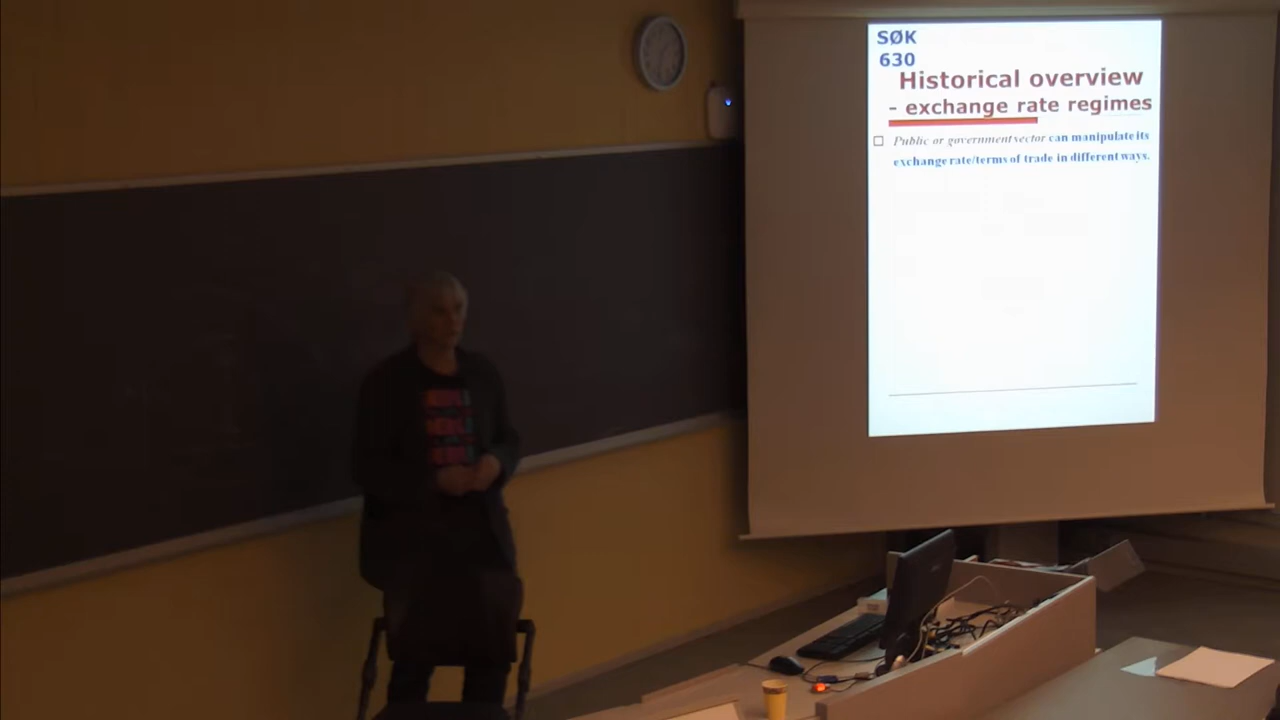 SØK
630
Historical overview
- exchange rate regimes
Public or government sector can manipulate its
exchange rate/terms of trade in different ways.